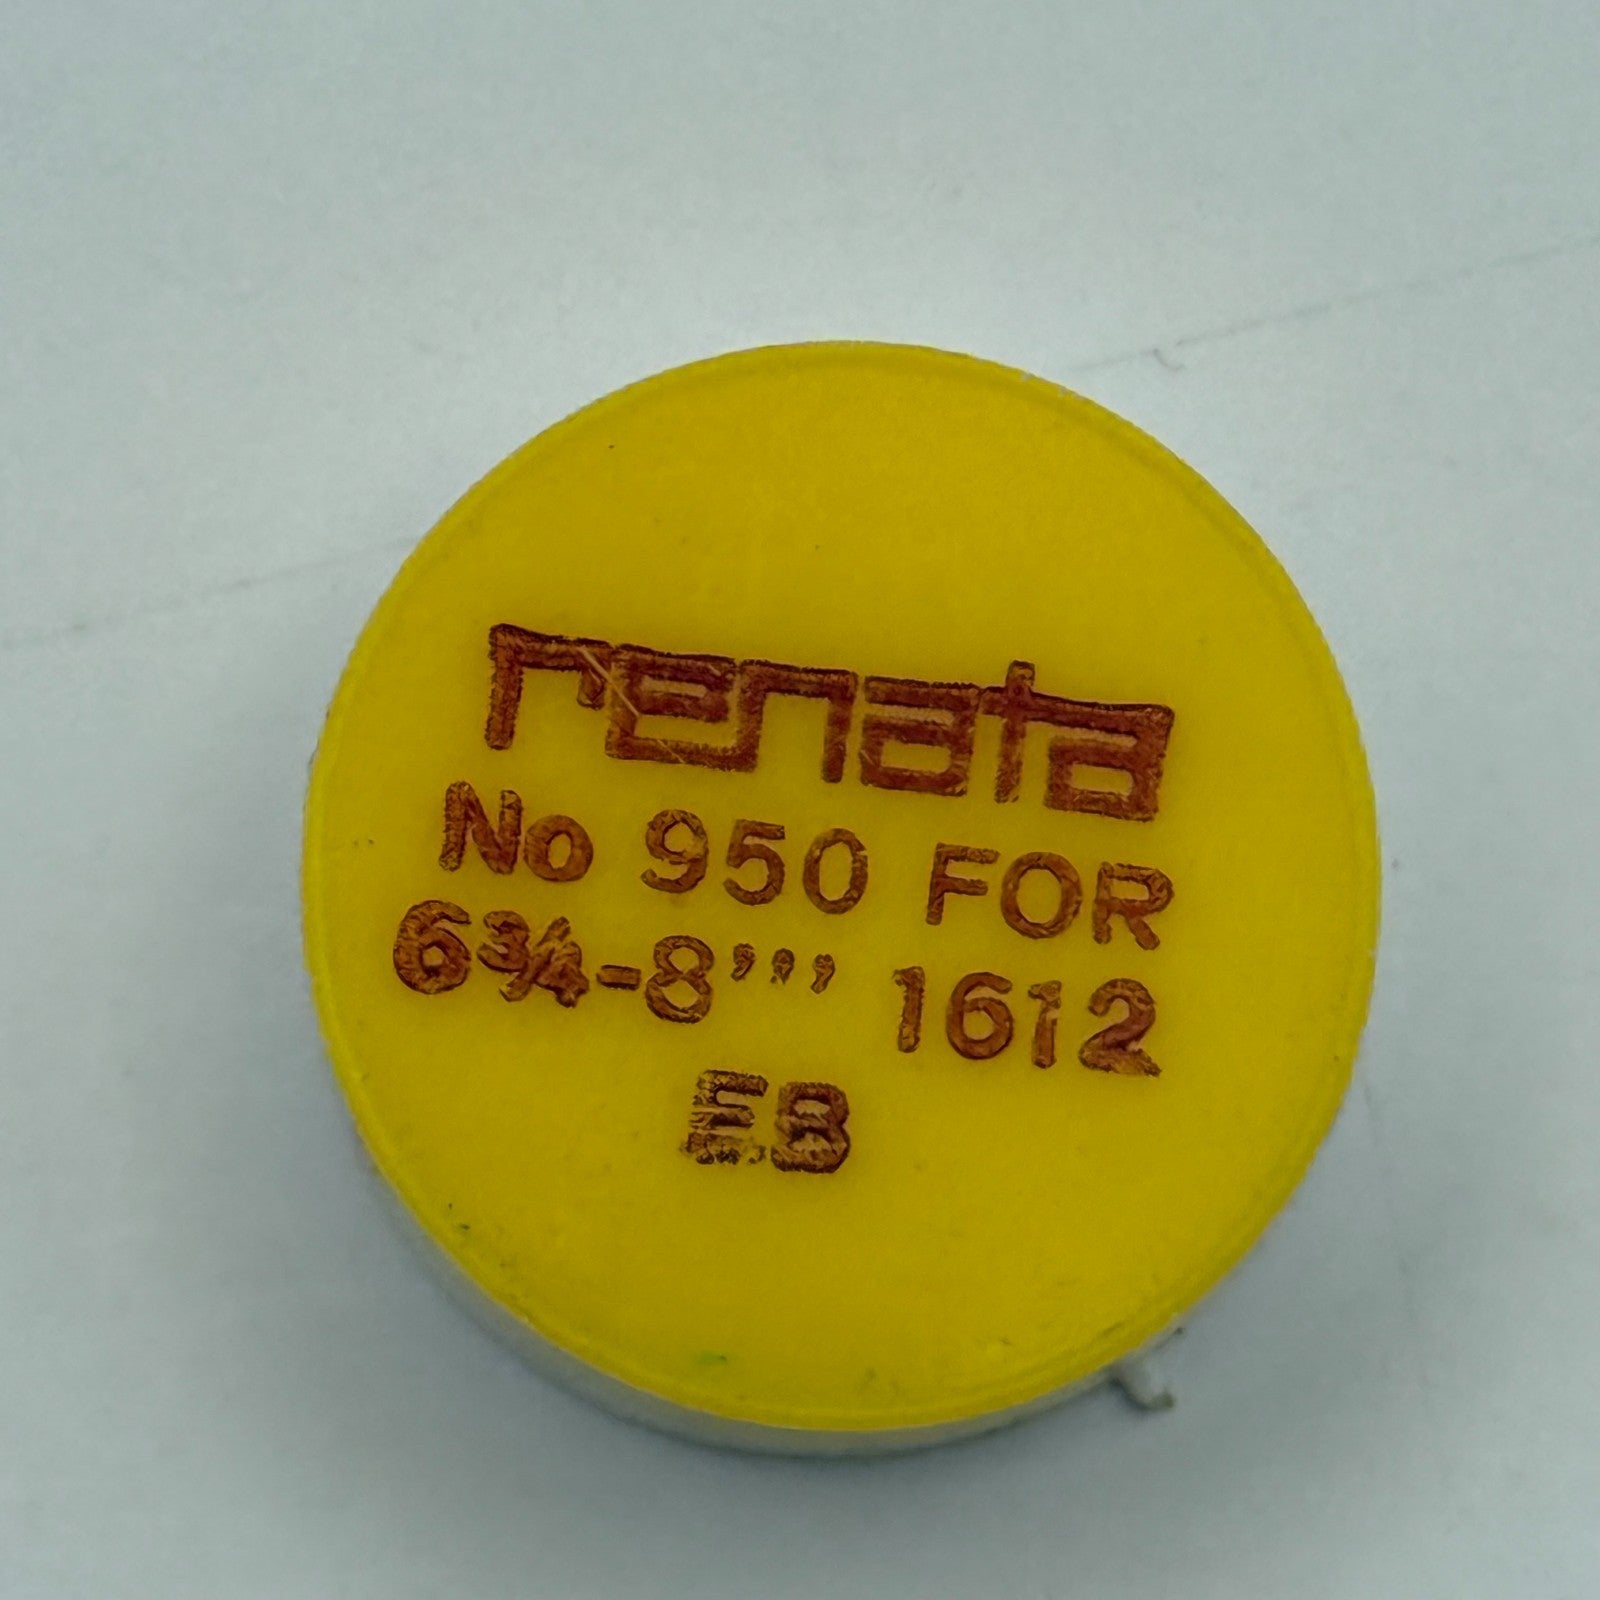 renata
No 950 FOR
6¾-8’’’ 1612
EB